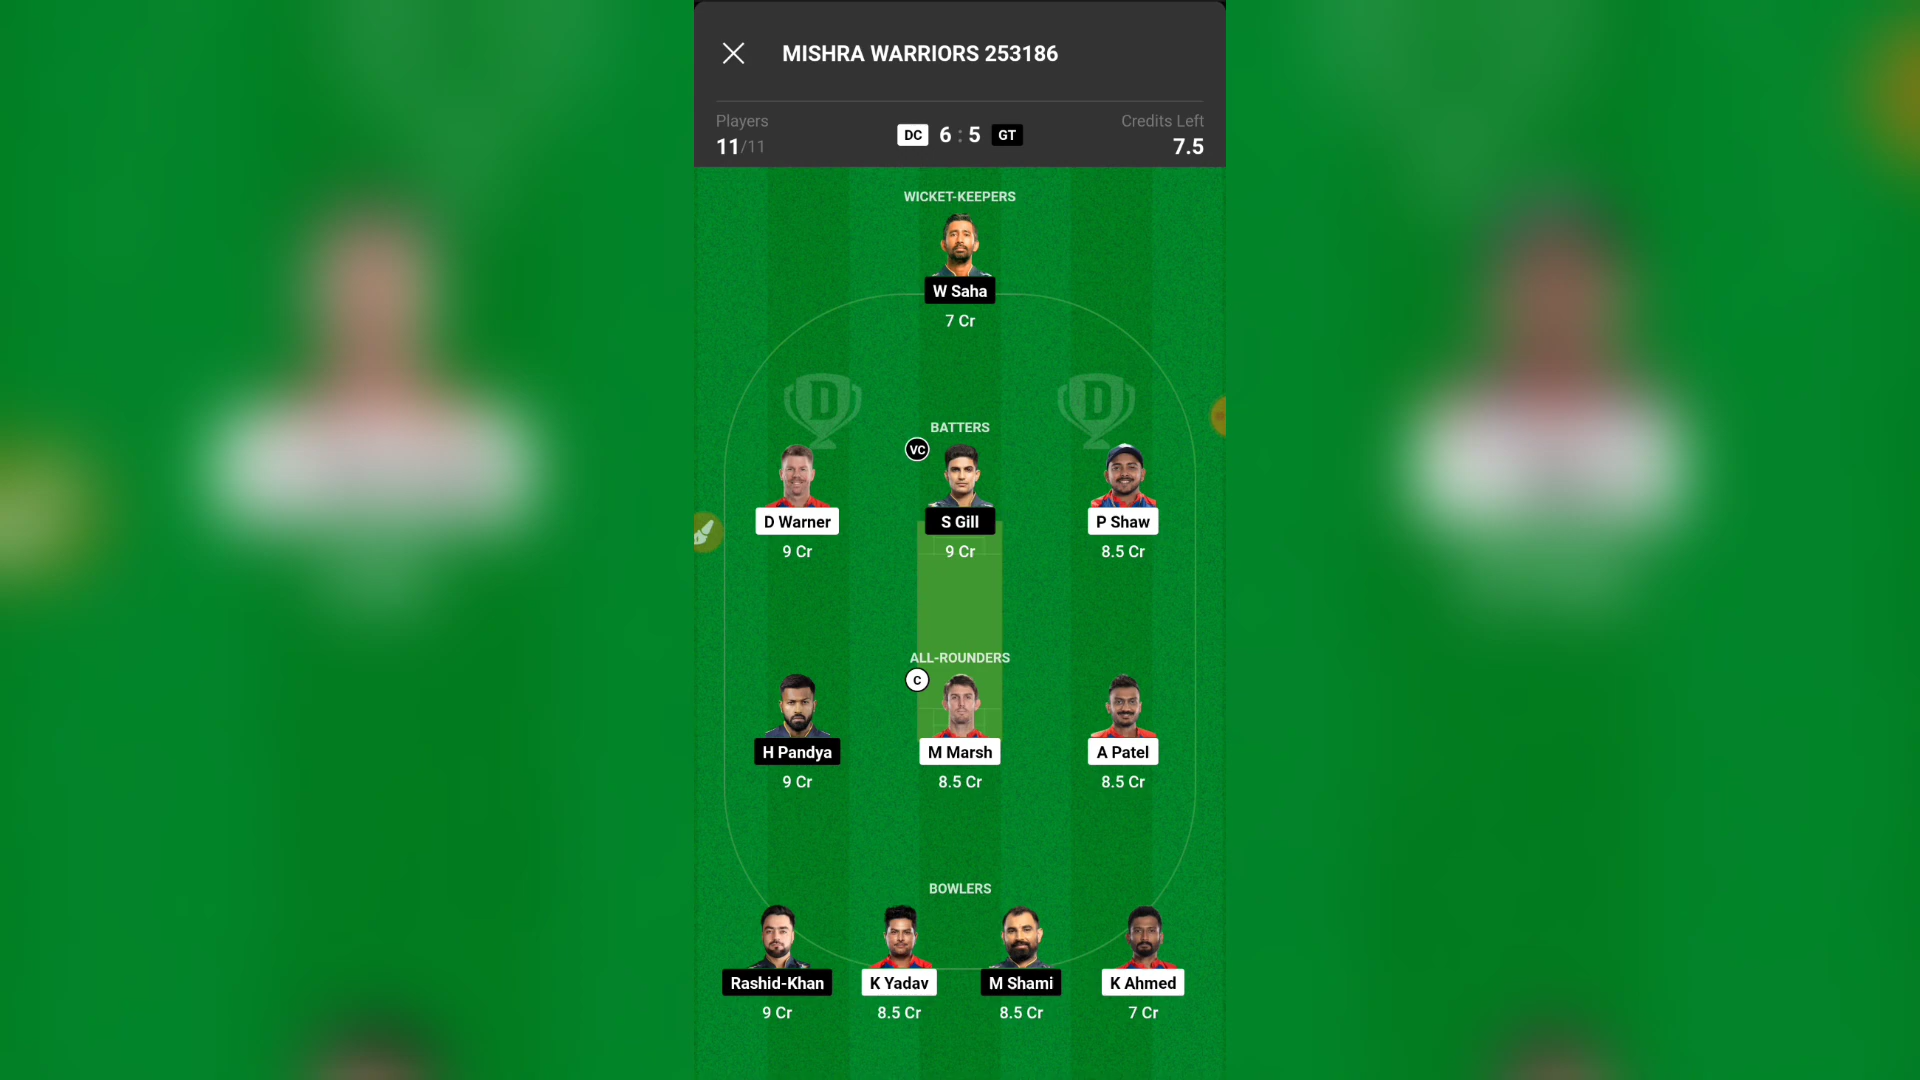 MISHRA WARRIORS 253186
Players
11/11
DC 6 : 5 GT
Credits Left
7.5
WICKET-KEEPERS
W Saha
7 Cr
D D
BATTERS
VC
D Warner S Gill P Shaw
9 Cr 9 Cr 8.5 Cr
ALL-ROUNDERS
C
H Pandya M Marsh A Patel
9 Cr 8.5 Cr 8.5 Cr
BOWLERS
Rashid-Khan K Yadav M Shami K Ahmed
9 Cr 8.5 Cr 8.5 Cr 7 Cr